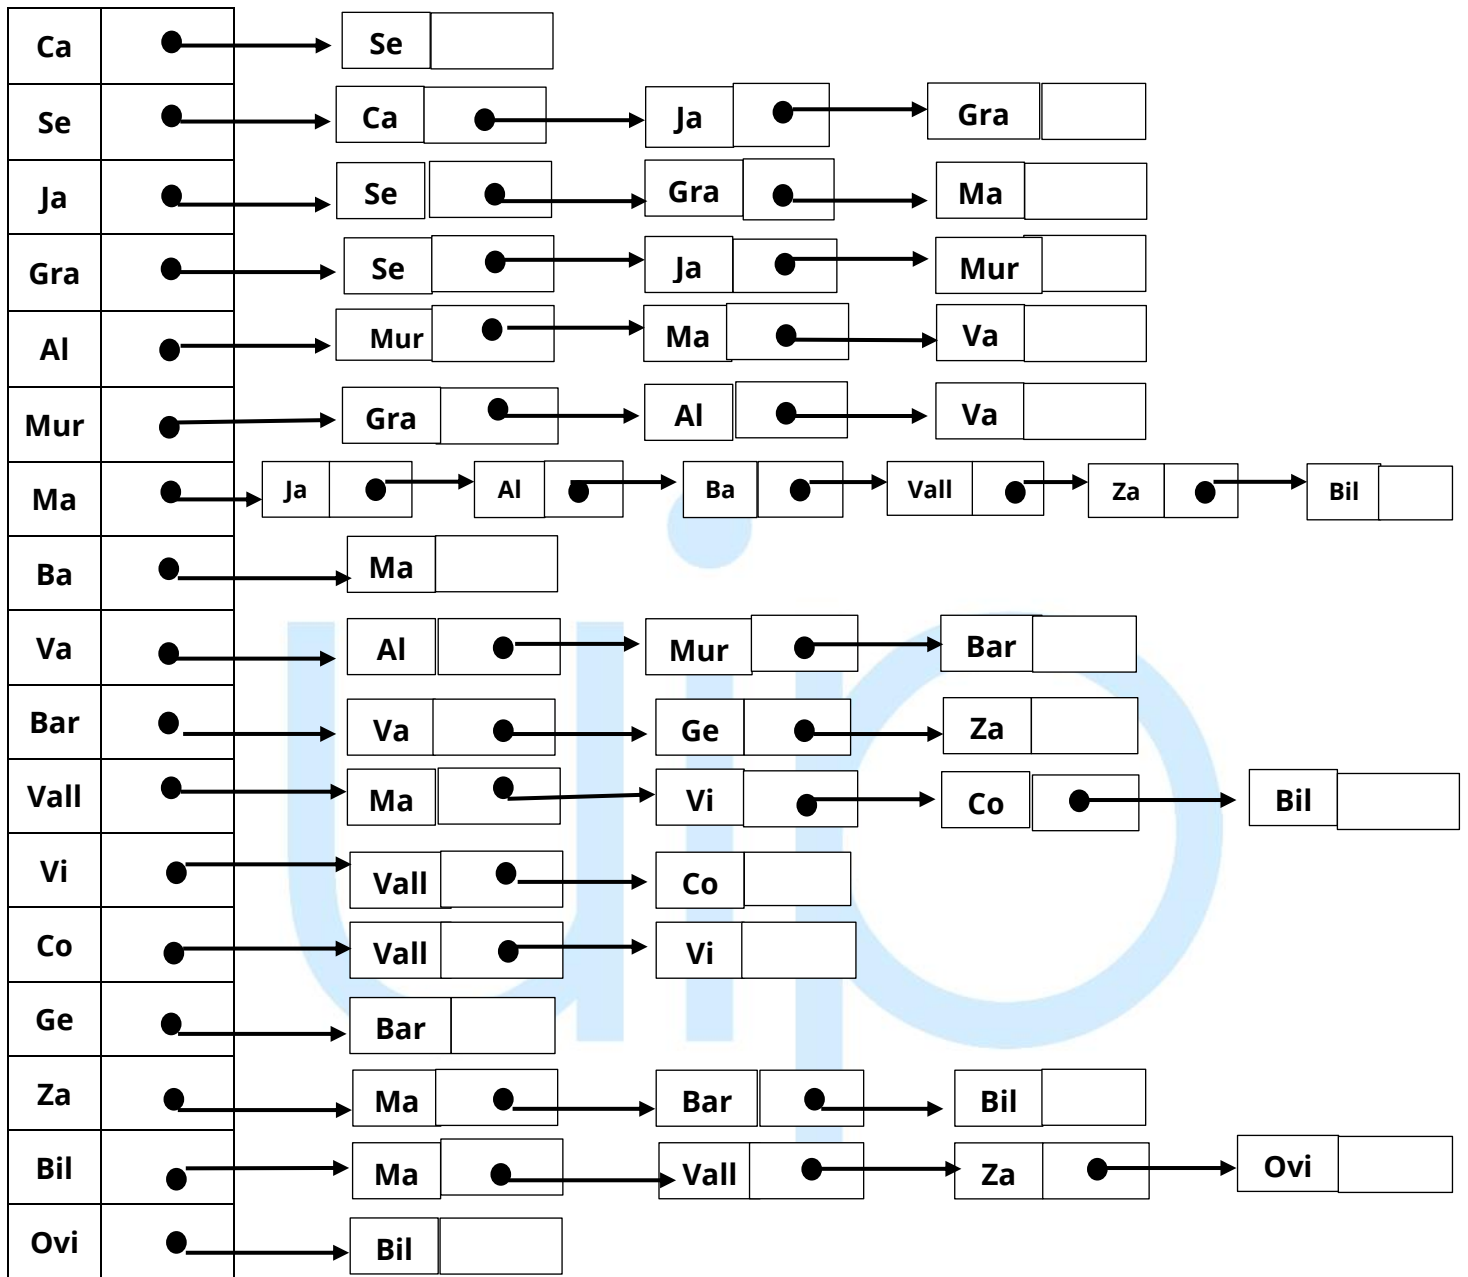 Ca Se
Se Ca Ja Gra
Ja Se Gra Ma
Gra Se Ja Mur
Al Mur Ma Va
Mur Gra Al Va
Ma Ja Al Ba Vall Za Bil
Ba Ma
Va Al Mur Bar
Bar Va Ge Za
Vall Ma Vi Co Bil
Vi Vall Co
Co Vall Vi
Ge Bar
Za Ma Bar Bil
Bil Ma Vall Za Ovi
Ovi Bil
uip